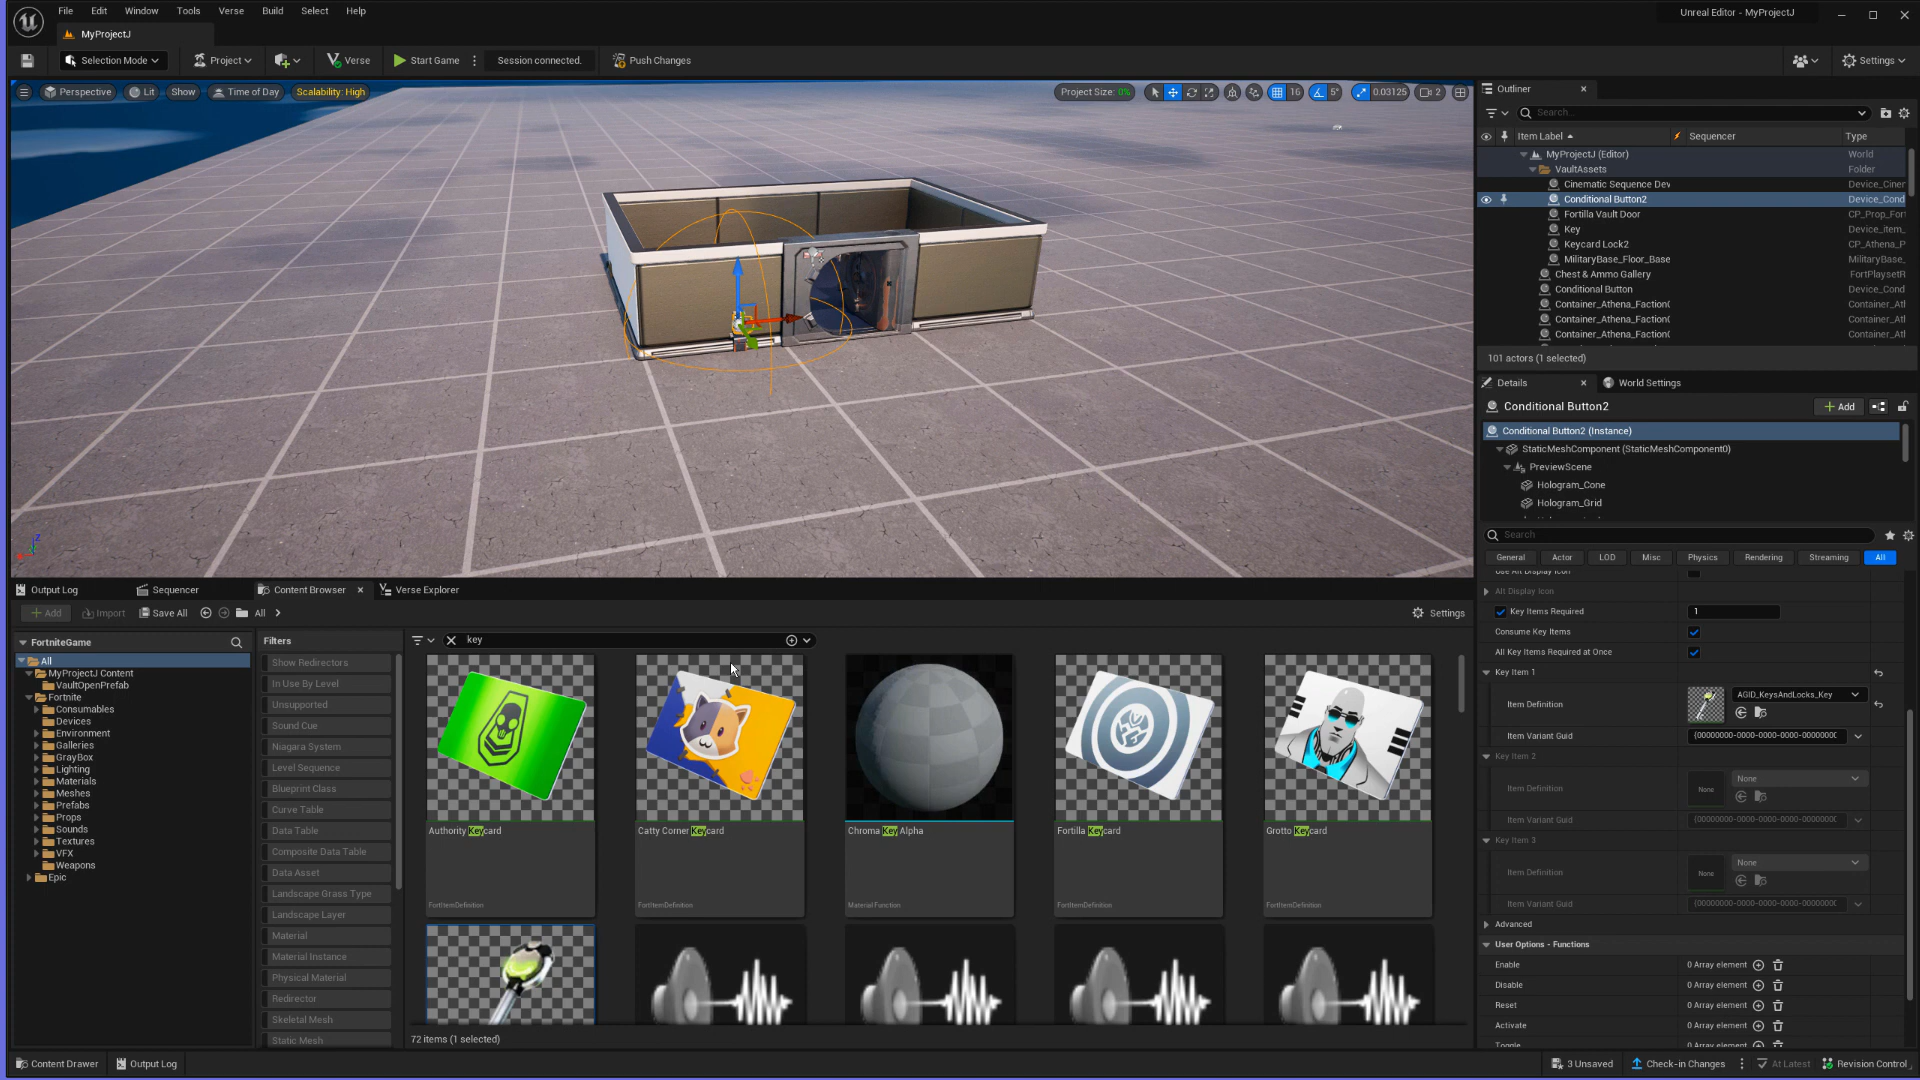 File Edit Window Tools Verse Build Select Help
Unreal Editor - MyProjectJ
MyProjectJ
Selection Mode Project Verse Start Game Session connected. Push Changes Settings
Perspective Lit Show Time of Day Scalability: High
Project Size: 0% 16 5° 0.03125 2
Z
Outliner
Search...
Item Label Sequencer Type
MyProjectJ (Editor) World
VaultAssets Folder
Cinematic Sequence Dev Device_Ciner
Conditional Button2 Device_Cond
Fortilla Vault Door CP_Prop_For
Key Device_item_
Keycard Lock2 CP_Athena_P
MilitaryBase_Floor_Base MilitaryBase_
Chest & Ammo Gallery FortPlaysetR
Conditional Button Device_Cond
Container_Athena_Faction( Container_Atl
Container_Athena_Faction( Container_Atl
Container_Athena_Faction( Container_Atl
101 actors (1 selected)
Details World Settings
Conditional Button2 Add
Conditional Button2 (Instance)
StaticMeshComponent (StaticMeshComponent0)
PreviewScene
Hologram_Cone
Hologram_Grid
Search
General Actor LOD Misc Physics Rendering Streaming All
Use Alt Display Icon
Alt Display Icon
Key Items Required 1
Consume Key Items
All Key Items Required at Once
Key Item 1
Item Definition AGID_KeysAndLocks_Key
Item Variant Guid (00000000-0000-0000-0000-00000000(
Key Item 2
Item Definition None None
Item Variant Guid (00000000-0000-0000-0000-00000000(
Key Item 3
Item Definition None None
Item Variant Guid (00000000-0000-0000-0000-00000000(
Advanced
User Options - Functions
Enable 0 Array element
Disable 0 Array element
Reset 0 Array element
Activate 0 Array element
Toggle 0 Array element
Output Log Sequencer Content Browser Verse Explorer
Add Import Save All All Settings
FortniteGame
All
MyProjectJ Content
VaultOpenPrefab
Fortnite
Consumables
Devices
Environment
Galleries
GrayBox
Lighting
Materials
Meshes
Prefabs
Props
Sounds
Textures
VFX
Weapons
Epic
Filters
Show Redirectors
In Use By Level
Unsupported
Sound Cue
Niagara System
Level Sequence
Blueprint Class
Curve Table
Data Table
Composite Data Table
Data Asset
Landscape Grass Type
Landscape Layer
Material
Material Instance
Physical Material
Redirector
Skeletal Mesh
Static Mesh
key
Authority Keycard
FortItemDefinition
Catty Corner Keycard
FortItemDefinition
Chroma Key Alpha
Material Function
Fortilla Keycard
FortItemDefinition
Grotto Keycard
FortItemDefinition
72 items (1 selected)
Content Drawer Output Log 3 Unsaved Check-in Changes At Latest Revision Control